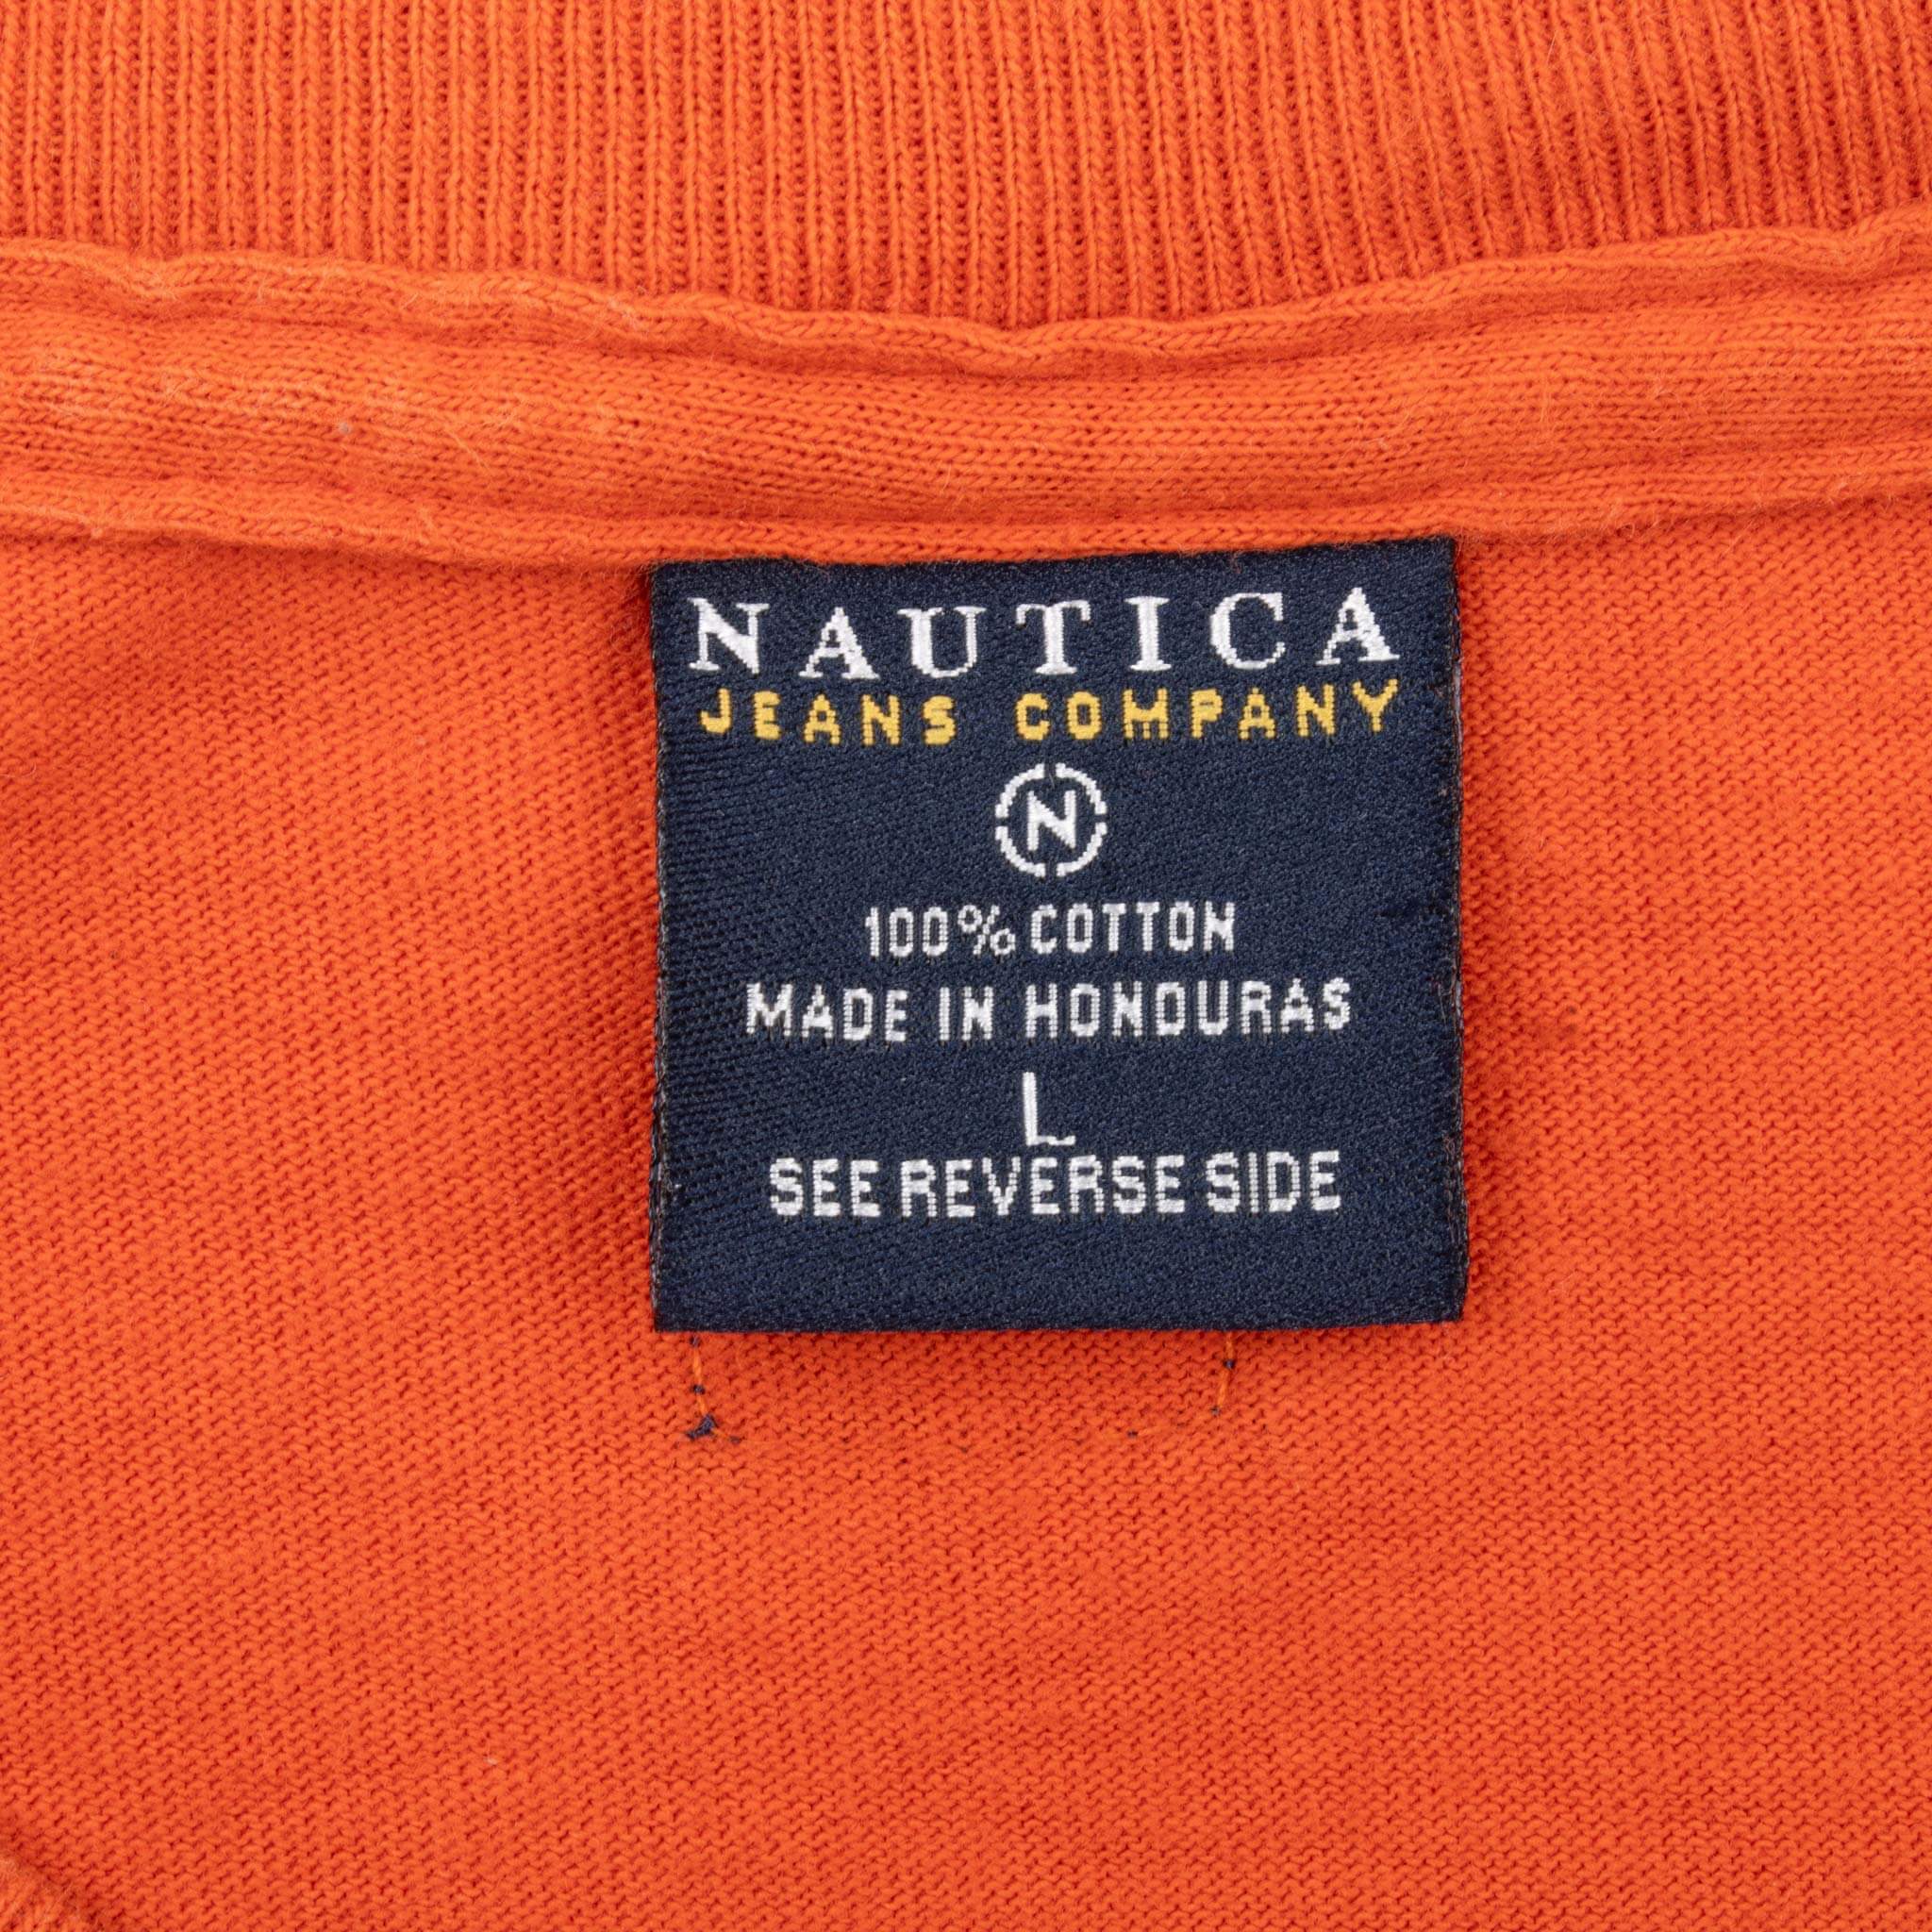 NAUTICA
JEANS COMPANY
N
100% COTTON
MADE IN HONDURAS
L
SEE REVERSE SIDE